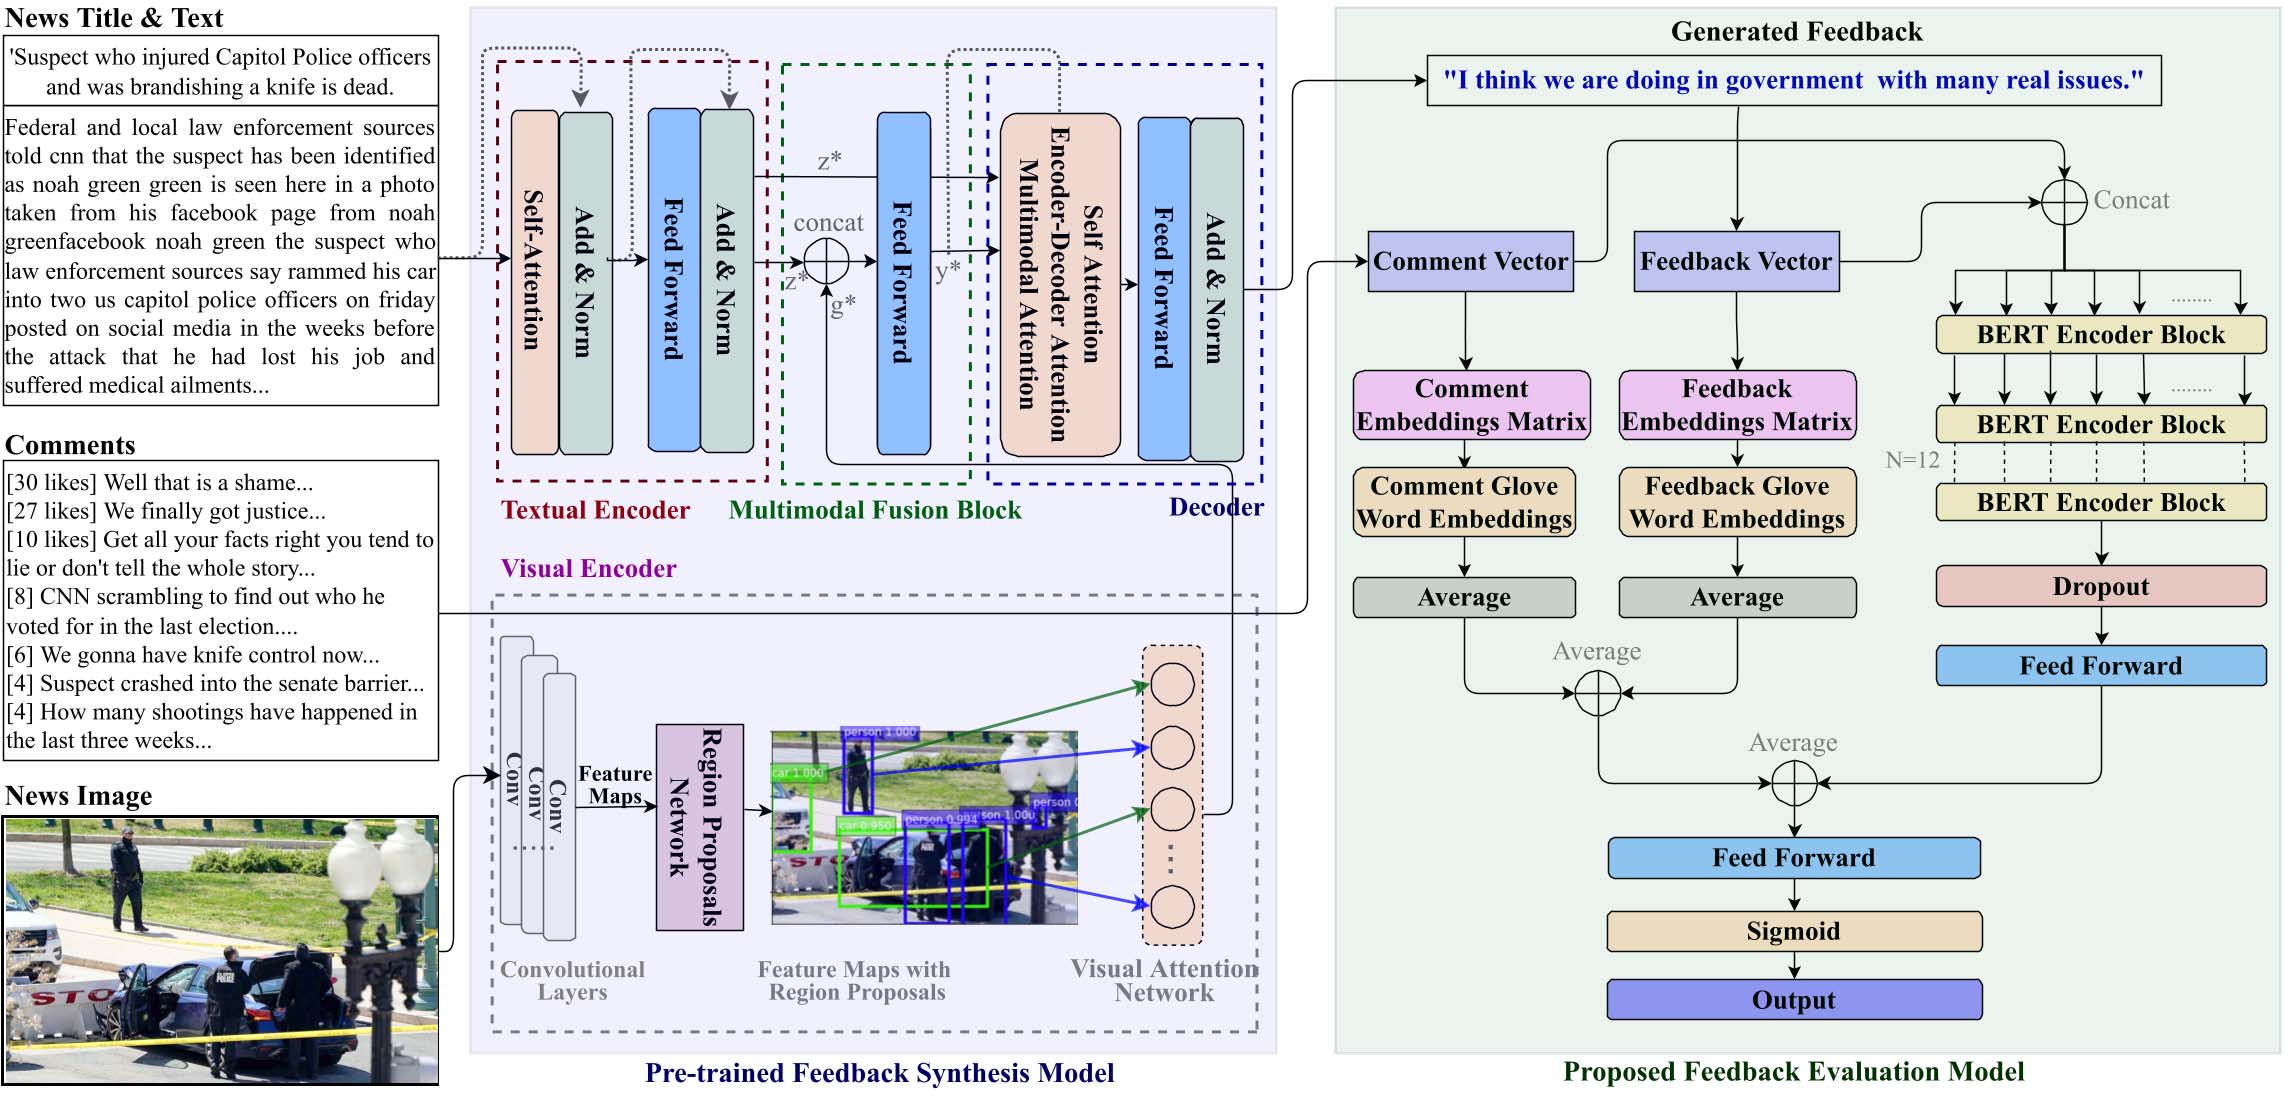 News Title & Text
'Suspect who injured Capitol Police officers
and was brandishing a knife is dead.
Federal and local law enforcement sources
told cnn that the suspect has been identified
as noah green green is seen here in a photo
taken from his facebook page from noah
greenfacebook noah green the suspect who
law enforcement sources say rammed his car
into two us capitol police officers on friday
posted on social media in the weeks before
the attack that he had lost his job and
suffered medical ailments...
Comments
[30 likes] Well that is a shame...
[27 likes] We finally got justice...
[10 likes] Get all your facts right you tend to
lie or don't tell the whole story...
[8] CNN scrambling to find out who he
voted for in the last election....
[6] We gonna have knife control now...
[4] Suspect crashed into the senate barrier...
[4] How many shootings have happened in
the last three weeks...
News Image
STO
POLICE
Self-Attention
Add & Norm
Feed Forward
Add & Norm
Textual Encoder
z*
concat
z*
g*
Feed Forward
y*
Multimodal Fusion Block
Self Attention
Encoder-Decoder Attention
Multimodal Attention
Feed Forward
Add & Norm
Decoder
Visual Encoder
Conv
Conv
Conv
......
Convolutional
Layers
Feature
Maps
Region Proposals
Network
person 1.000
car 1.000
person 0
car 0.950
person 0.994
son 1.000
STO
Feature Maps with
Region Proposals
Visual Attention
Network
Pre-trained Feedback Synthesis Model
Generated Feedback
"I think we are doing in government with many real issues."
Concat
Comment Vector
Feedback Vector
........
BERT Encoder Block
Comment
Embeddings Matrix
Feedback
Embeddings Matrix
........
BERT Encoder Block
N=12
Comment Glove
Word Embeddings
Feedback Glove
Word Embeddings
BERT Encoder Block
Average
Average
Dropout
Average
Feed Forward
Average
Feed Forward
Sigmoid
Output
Proposed Feedback Evaluation Model